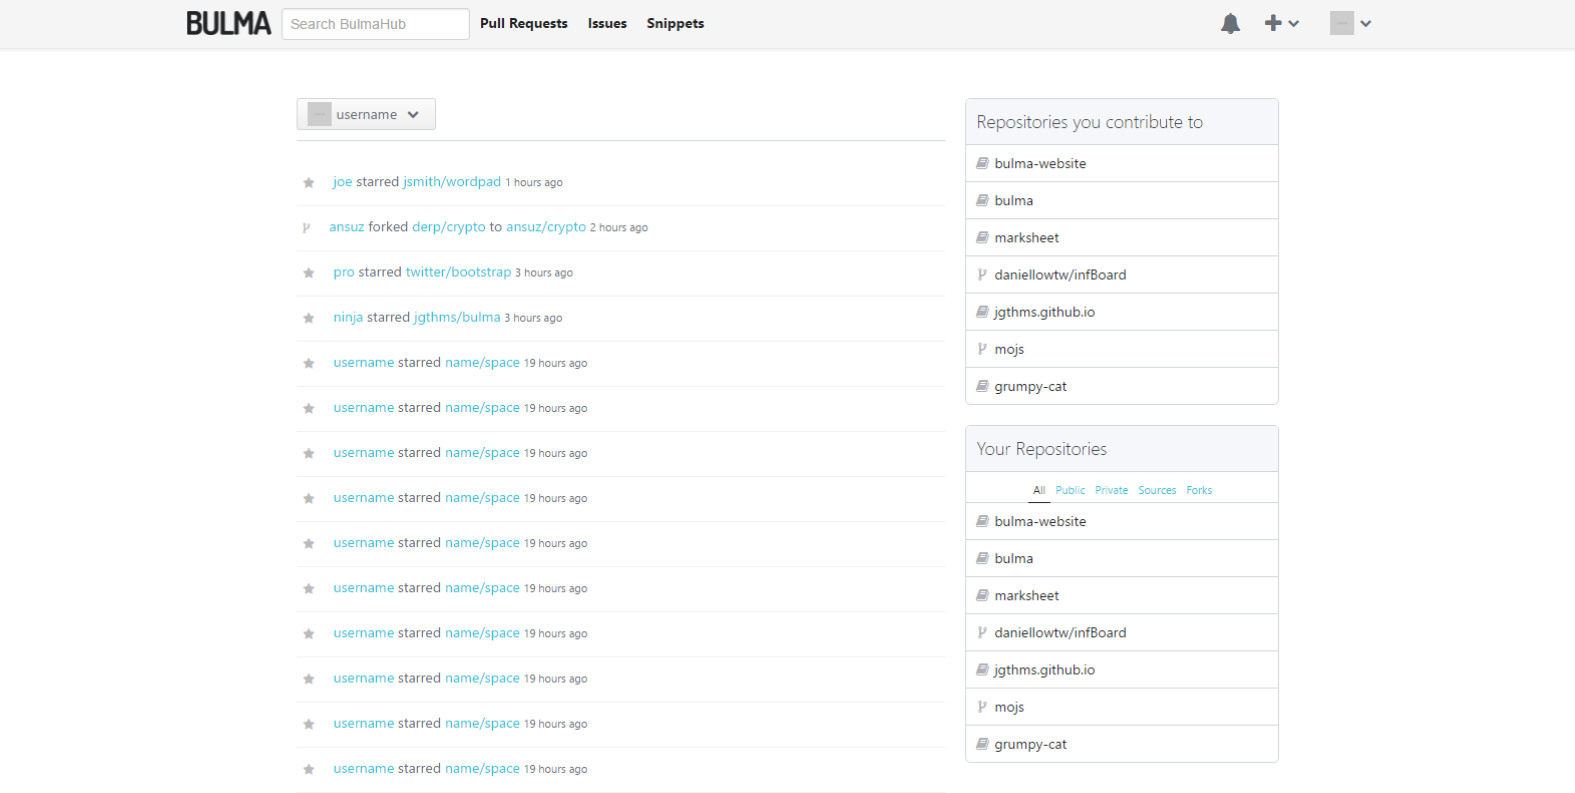 BULMA Search BulmaHub Pull Requests Issues Snippets
username
joe starred jsmith/wordpad 1 hours ago
ansuz forked derp/crypto to ansuz/crypto 2 hours ago
pro starred twitter/bootstrap 3 hours ago
ninja starred jgthms/bulma 3 hours ago
username starred name/space 19 hours ago
username starred name/space 19 hours ago
username starred name/space 19 hours ago
username starred name/space 19 hours ago
username starred name/space 19 hours ago
username starred name/space 19 hours ago
username starred name/space 19 hours ago
username starred name/space 19 hours ago
username starred name/space 19 hours ago
username starred name/space 19 hours ago
Repositories you contribute to
bulma-website
bulma
marksheet
daniellowtw/infBoard
jgthms.github.io
mojs
grumpy-cat
Your Repositories
All Public Private Sources Forks
bulma-website
bulma
marksheet
daniellowtw/infBoard
jgthms.github.io
mojs
grumpy-cat